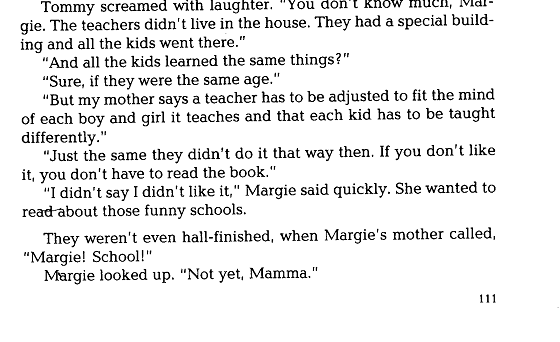 Tommy screamed with laughter. "You don't know much, Mar-
gie. The teachers didn't live in the house. They had a special build-
ing and all the kids went there."
"And all the kids learned the same things?"
"Sure, if they were the same age."
"But my mother says a teacher has to be adjusted to fit the mind
of each boy and girl it teaches and that each kid has to be taught
differently."
"Just the same they didn't do it that way then. If you don't like
it, you don't have to read the book."
"I didn't say I didn't like it," Margie said quickly. She wanted to
read about those funny schools.
They weren't even hall-finished, when Margie's mother called,
"Margie! School!"
Margie looked up. "Not yet, Mamma."
111